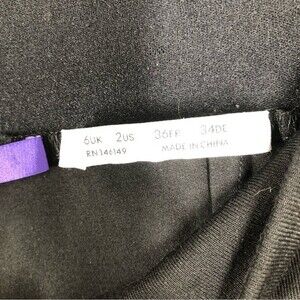 6UK 2US 36FR 34DE
RN146149 MADE IN CHINA